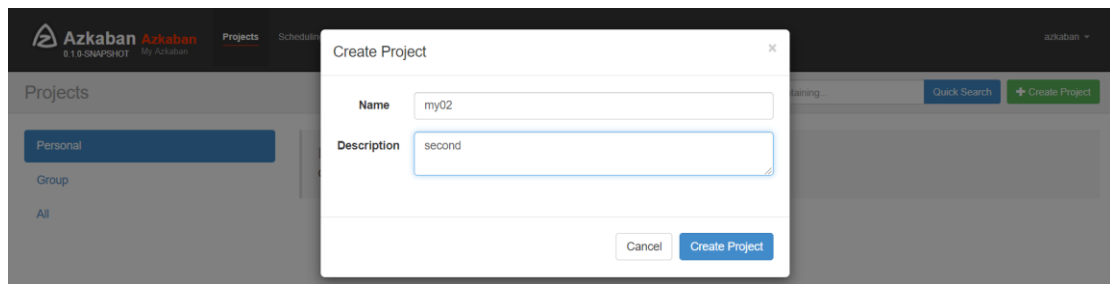 Azkaban Azkaban
0.1.0-SNAPSHOT My Azkaban
Projects
azkaban
Create Project
×
Name
my02
Description
second
Cancel
Create Project
Projects
Quick Search
+ Create Project
Personal
Group
All